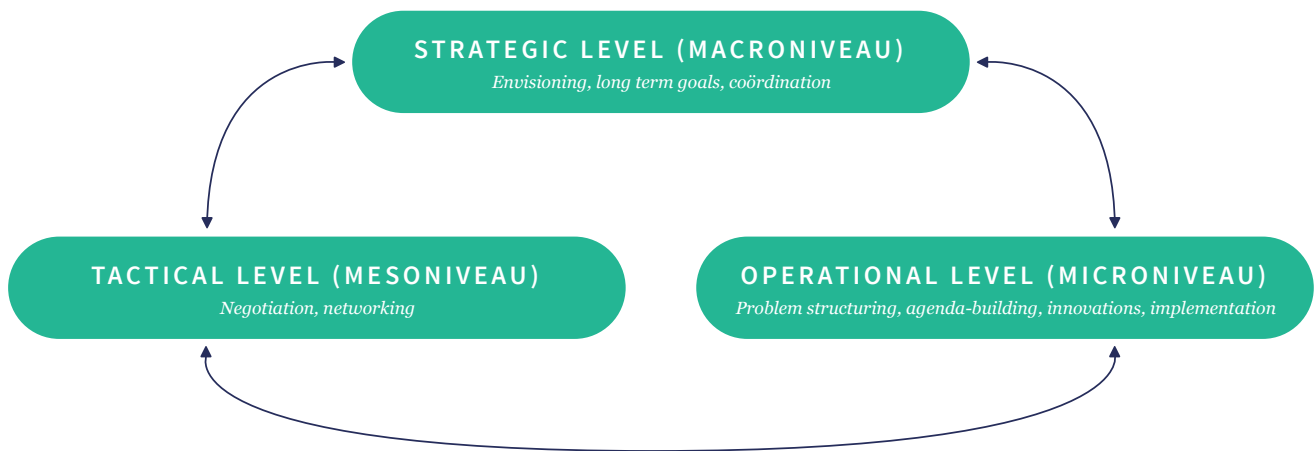 STRATEGIC LEVEL (MACRONIVEAU)
Envisioning, long term goals, coördination
TACTICAL LEVEL (MESONIVEAU)
Negotiation, networking
OPERATIONAL LEVEL (MICRONIVEAU)
Problem structuring, agenda-building, innovations, implementation